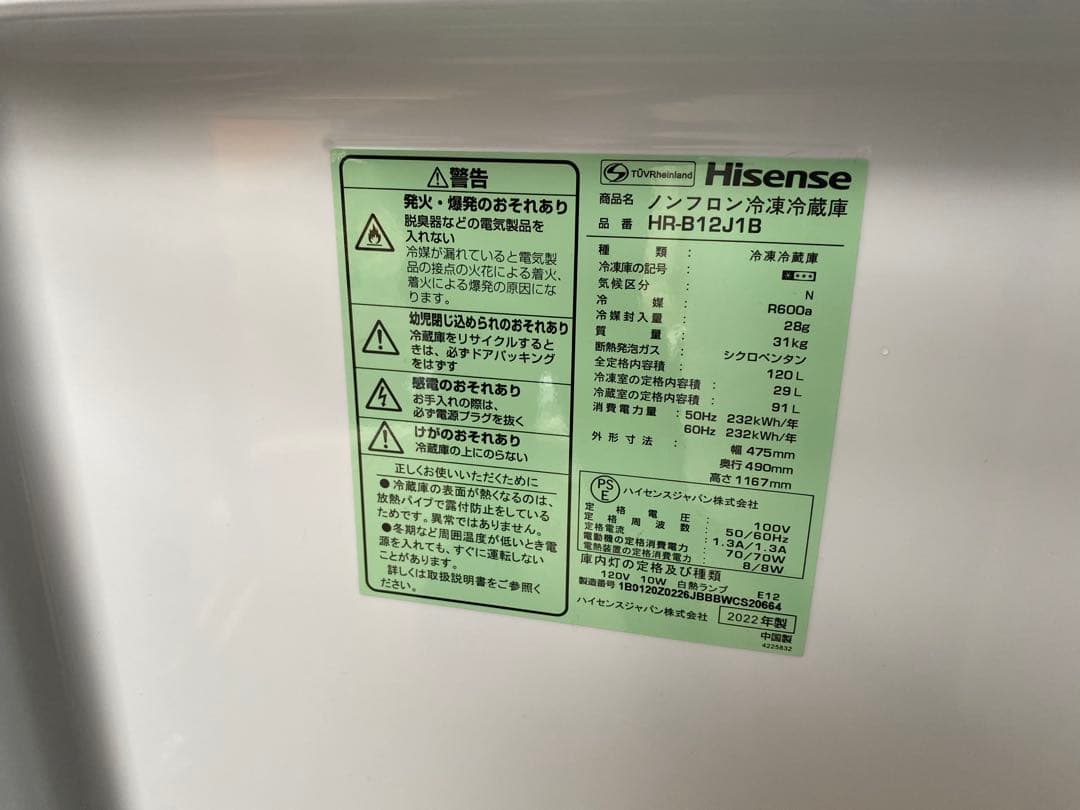 ⚠警告
発火・爆発のおそれあり
脱臭器などの電気製品を
入れない
冷媒が漏れていると電気製
品の接点の火花による着火、
着火による爆発の原因にな
ります。
幼児閉じ込められのおそれあり
冷蔵庫をリサイクルすると
きは、必ずドアパッキング
をはずす
感電のおそれあり
お手入れの際は、
必ず電源プラグを抜く
けがのおそれあり
冷蔵庫の上にのらない
正しくお使いいただくために
●冷蔵庫の表面が熱くなるのは、
放熱パイプで露付防止をしている
ためです。異常ではありません。
●冬期など周囲温度が低いとき電
源を入れても、すぐに運転しない
ことがあります。
詳しくは取扱説明書をご参照く
ださい。
TÜVRheinland Hisense
商品名 ノンフロン冷凍冷蔵庫
品番 HR-B12J1B
種類 : 冷凍冷蔵庫
冷凍庫の記号 : ****
気候区分 : N
冷媒 : R600a
冷媒封入量 : 28g
質量 : 31kg
断熱発泡ガス : シクロペンタン
全定格内容積 : 120L
冷凍室の定格内容積 : 29L
冷蔵室の定格内容積 : 91L
消費電力量 : 50Hz 232kWh/年
60Hz 232kWh/年
外形寸法 : 幅 475mm
奥行 490mm
高さ 1167mm
PSE ハイセンスジャパン株式会社
定格電圧 : 100V
定格周波数 : 50/60Hz
定格電流 : 1.3A/1.3A
電動機の定格消費電力 : 70/70W
電熱装置の定格消費電力 : 8/8W
庫内灯の定格及び種類
120V 10W 白熱ランプ E12
製造番号 1B0120Z0226JBBBWCS20664
ハイセンスジャパン株式会社 2022年製
中国製
4225832